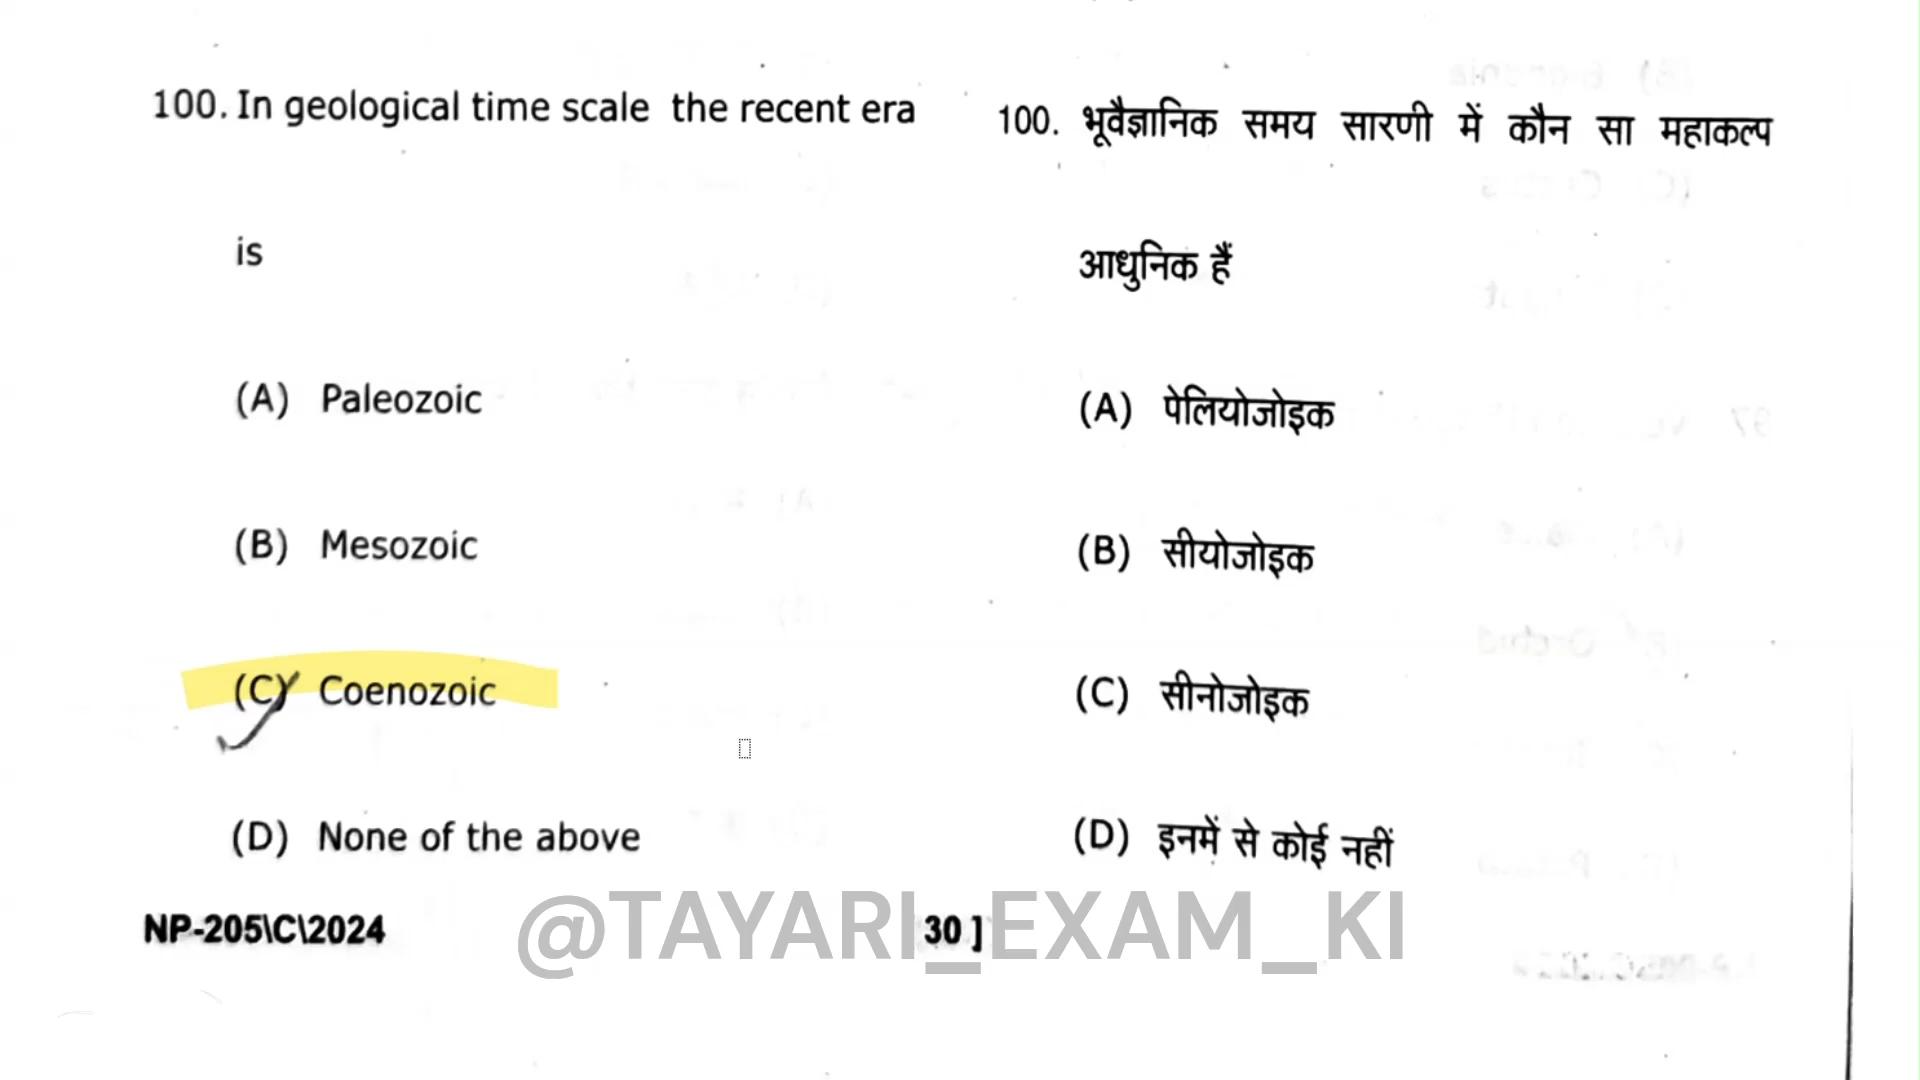 100. In geological time scale the recent era
is
(A) Paleozoic
(B) Mesozoic
(C) Coenozoic
(D) None of the above
100. भूवैज्ञानिक समय सारणी में कौन सा महाकल्प
आधुनिक हैं
(A) पेलियोजोइक
(B) सीयोजोइक
(C) सीनोजोइक
(D) इनमें से कोई नहीं
NP-205\C\2024
30 ]
@TAYARI_EXAM_KI